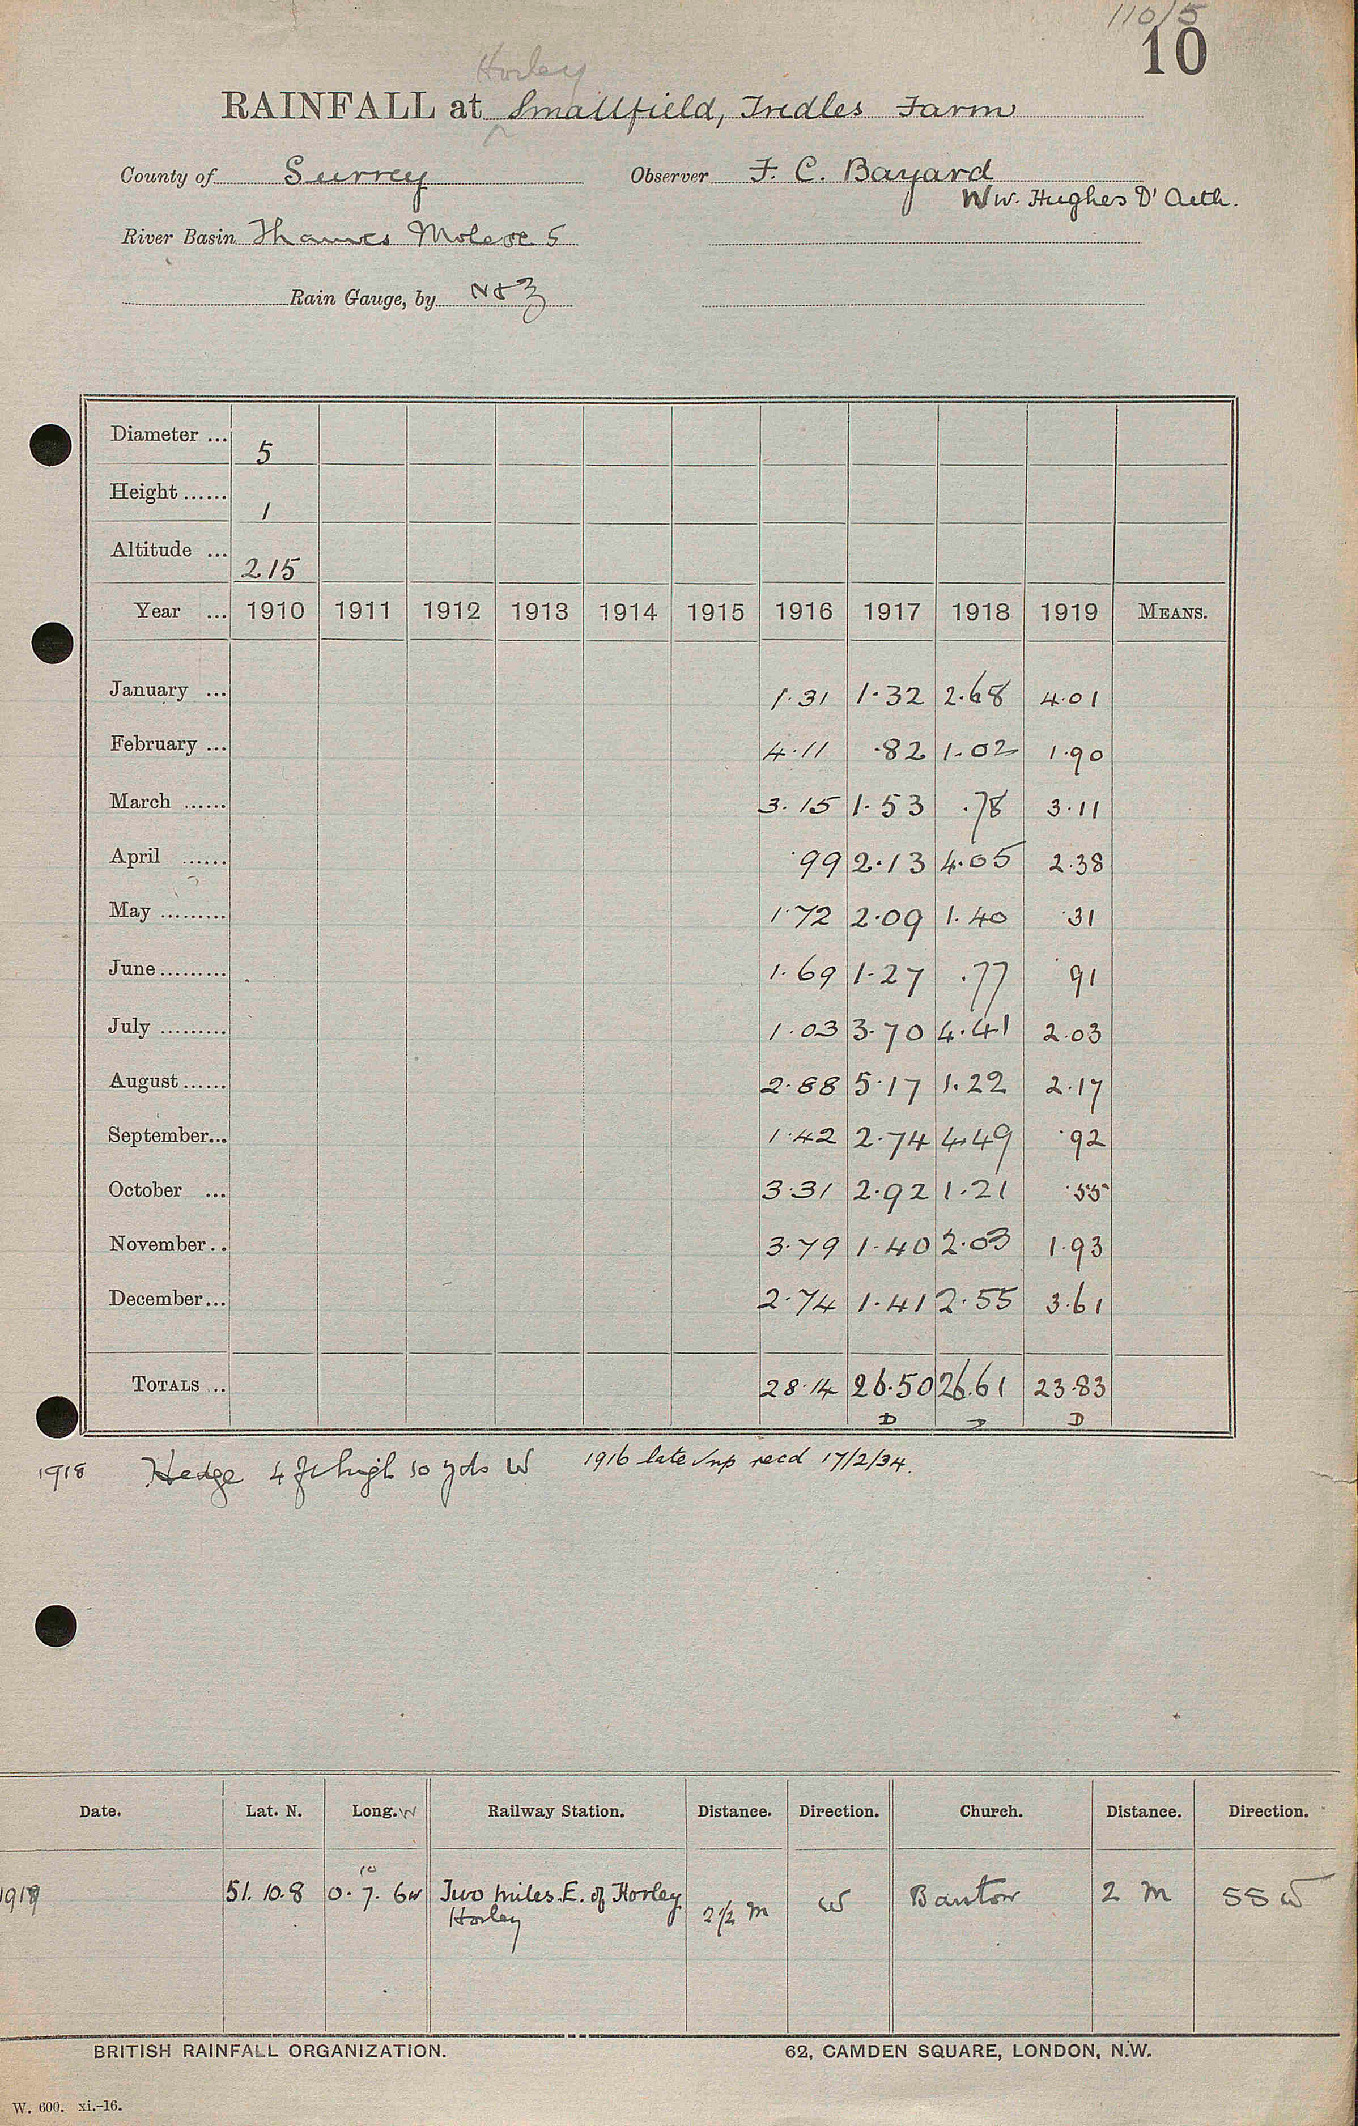 110/5
10
Horley
RAINFALL at Smallfield, Tredles Farm
County of Surrey Observer F. C. Bayard
W w. Hughes D' Aeth.
River Basin Thames Mole 5
Rain Gauge, by N & Z
Diameter ... 5
Height ...... 1
Altitude ... 215
Year ... 1910 1911 1912 1913 1914 1915 1916 1917 1918 1919 MEANS.
January ... 1.31 1.32 2.68 4.01
February ... 4.11 .82 1.02 1.90
March ...... 3.15 1.53 .78 3.11
April ...... .99 2.13 4.05 2.38
May ......... 1.72 2.09 1.40 .31
June ......... 1.69 1.27 .77 .91
July ......... 1.03 3.70 4.41 2.03
August ...... 2.88 5.17 1.22 2.17
September... 1.42 2.74 4.49 .92
October ... 3.31 2.92 1.21 .55
November .. 3.79 1.40 2.03 1.93
December... 2.74 1.41 2.55 3.61
TOTALS ... 28.14 26.50 26.61 23.83
D D D
1918 Hedge 4 ft high 10 yds W 1916 late recd 17/2/34.
Date. Lat. N. Long. W Railway Station. Distance. Direction. Church. Distance. Direction.
10
1919 51. 10. 8 0. 7. 6 w Two miles E. of Horley 2½ m W 2 m SSW
Horley
BRITISH RAINFALL ORGANIZATION. 62, CAMDEN SQUARE, LONDON, N.W.
W. 600. xi.-16.